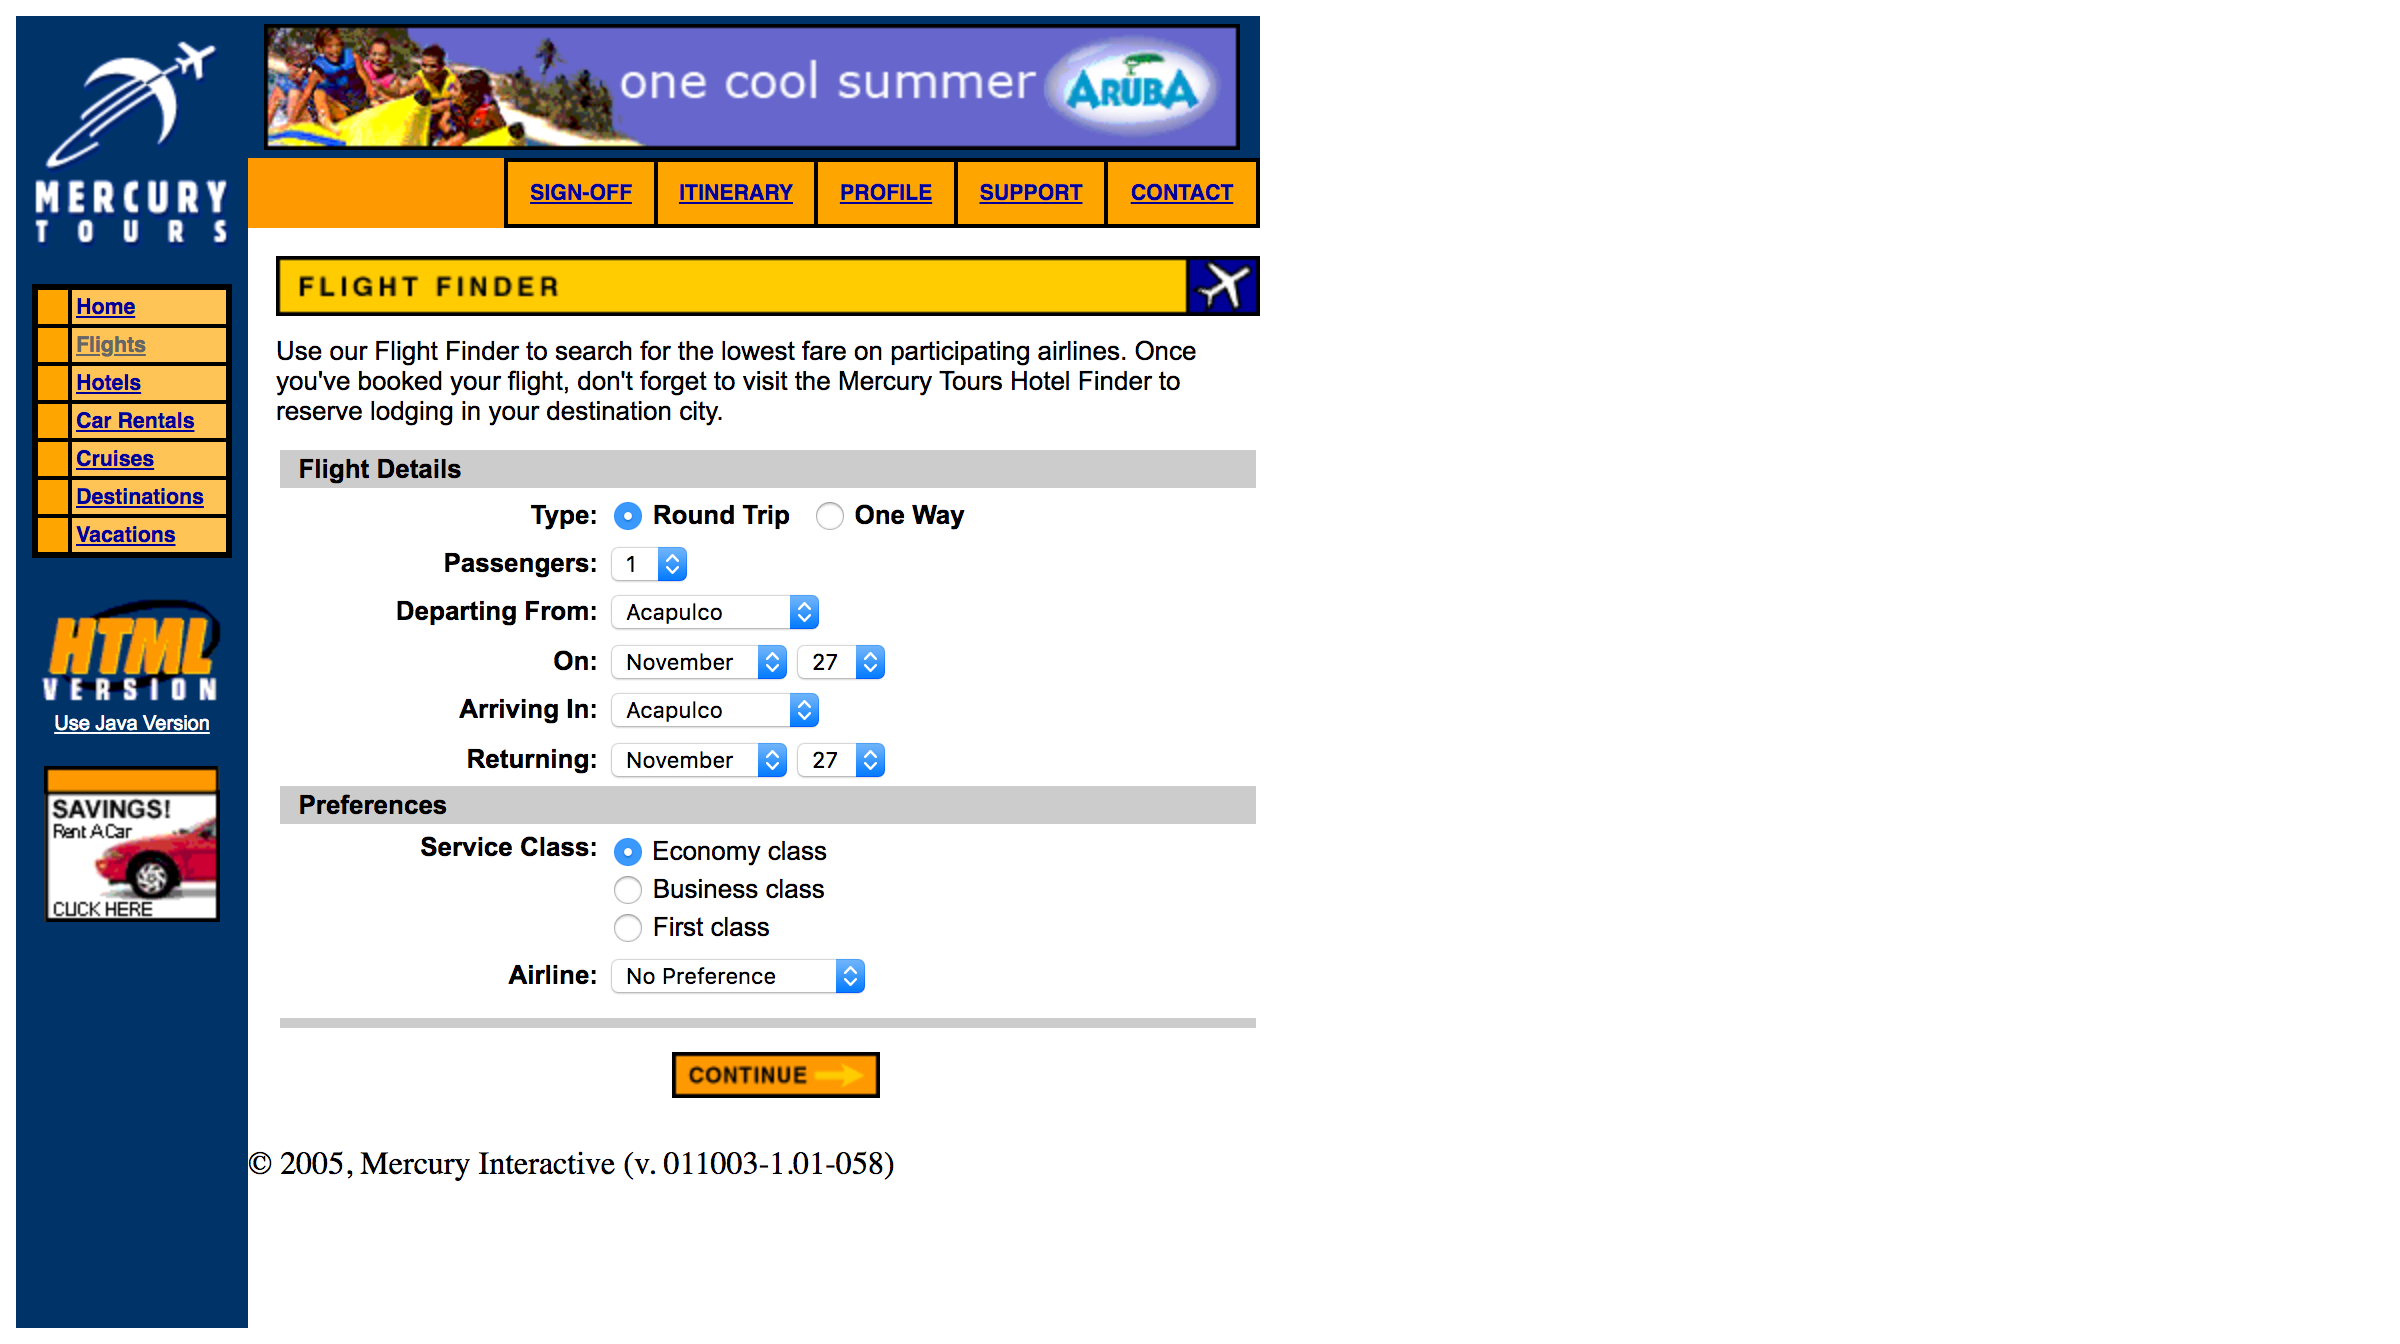 one cool summer ARUBA
MERCURY
TOURS
SIGN-OFF ITINERARY PROFILE SUPPORT CONTACT
Home
Flights
Hotels
Car Rentals
Cruises
Destinations
Vacations
HTML
VERSION
Use Java Version
SAVINGS!
Rent A Car
CLICK HERE
FLIGHT FINDER
Use our Flight Finder to search for the lowest fare on participating airlines. Once
you've booked your flight, don't forget to visit the Mercury Tours Hotel Finder to
reserve lodging in your destination city.
Flight Details
Type: Round Trip One Way
Passengers: 1
Departing From: Acapulco
On: November 27
Arriving In: Acapulco
Returning: November 27
Preferences
Service Class: Economy class
Business class
First class
Airline: No Preference
CONTINUE
© 2005, Mercury Interactive (v. 011003-1.01-058)